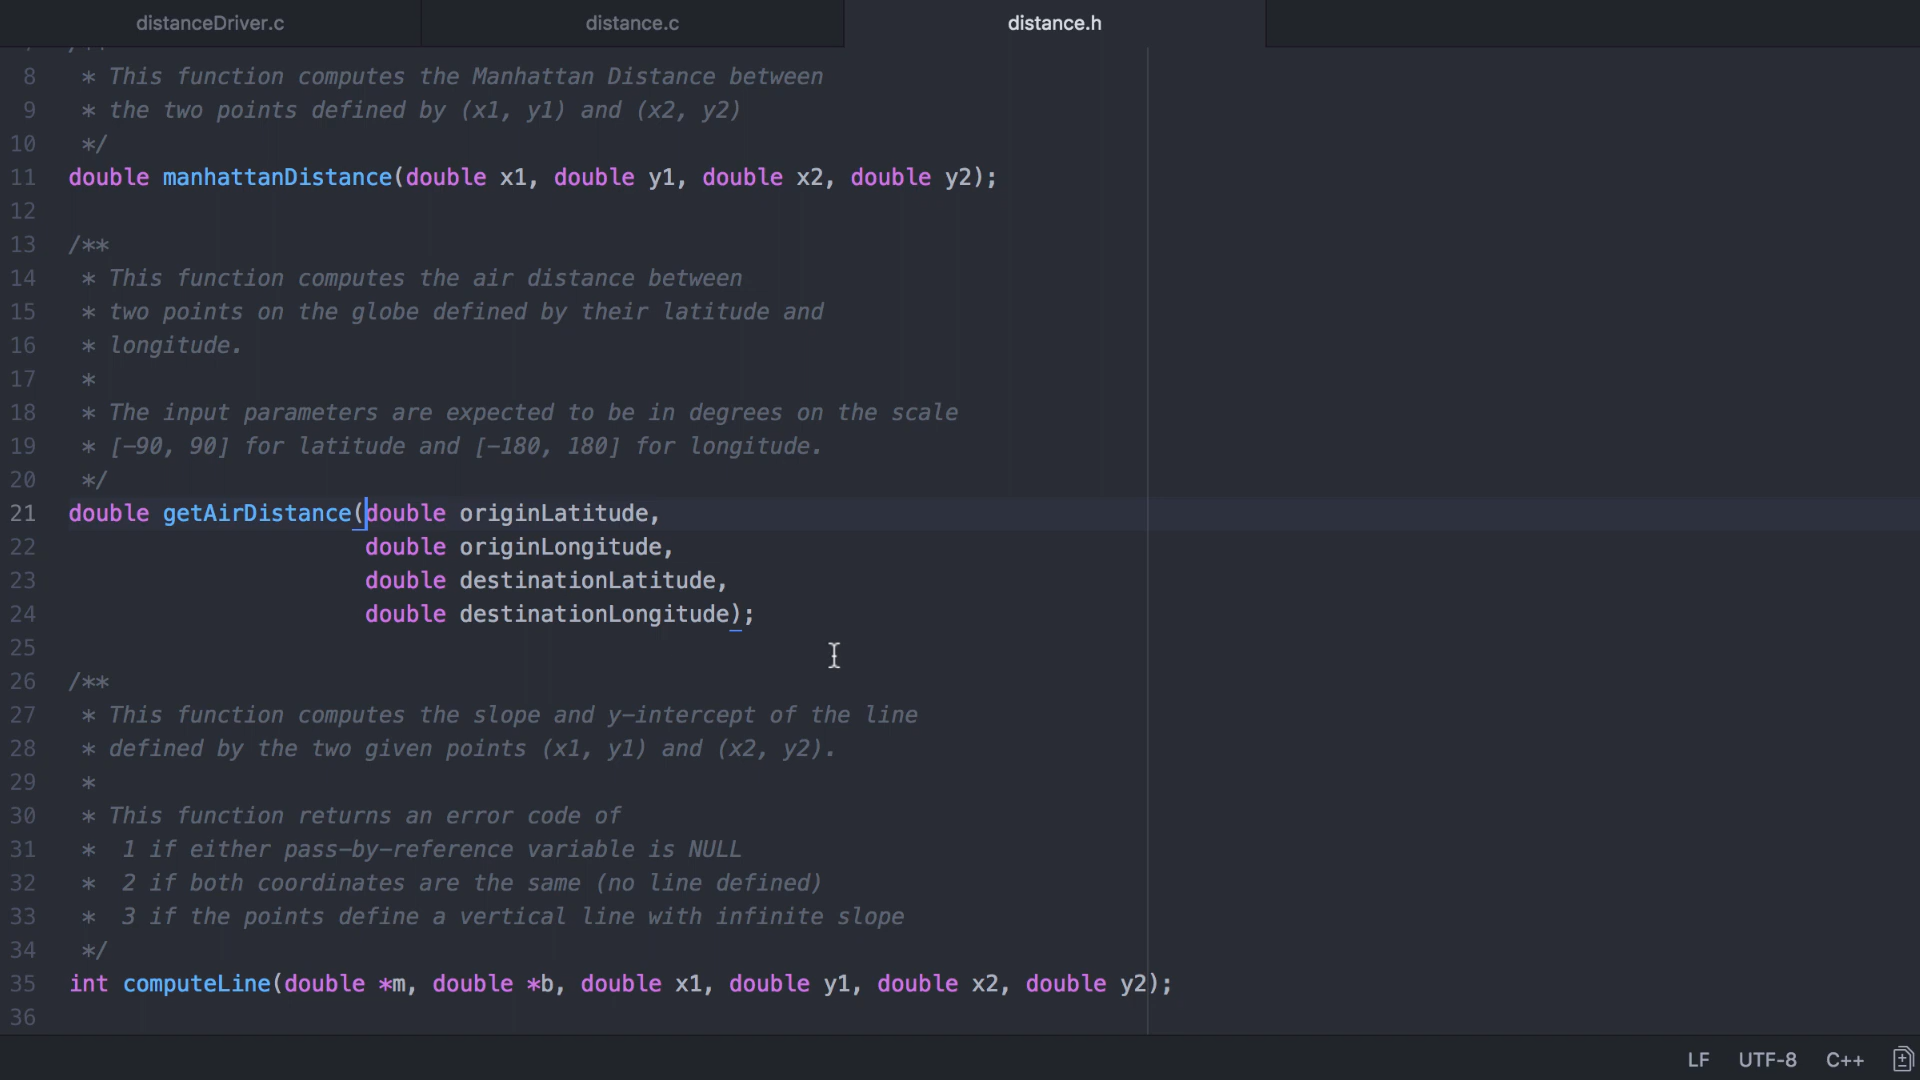 distanceDriver.c distance.c distance.h
8 * This function computes the Manhattan Distance between
9 * the two points defined by (x1, y1) and (x2, y2)
10 */
11 double manhattanDistance(double x1, double y1, double x2, double y2);
12
13 /**
14 * This function computes the air distance between
15 * two points on the globe defined by their latitude and
16 * longitude.
17 *
18 * The input parameters are expected to be in degrees on the scale
19 * [-90, 90] for latitude and [-180, 180] for longitude.
20 */
21 double getAirDistance(double originLatitude,
22 double originLongitude,
23 double destinationLatitude,
24 double destinationLongitude);
25
26 /**
27 * This function computes the slope and y-intercept of the line
28 * defined by the two given points (x1, y1) and (x2, y2).
29 *
30 * This function returns an error code of
31 * 1 if either pass-by-reference variable is NULL
32 * 2 if both coordinates are the same (no line defined)
33 * 3 if the points define a vertical line with infinite slope
34 */
35 int computeLine(double *m, double *b, double x1, double y1, double x2, double y2);
36
LF UTF-8 C++